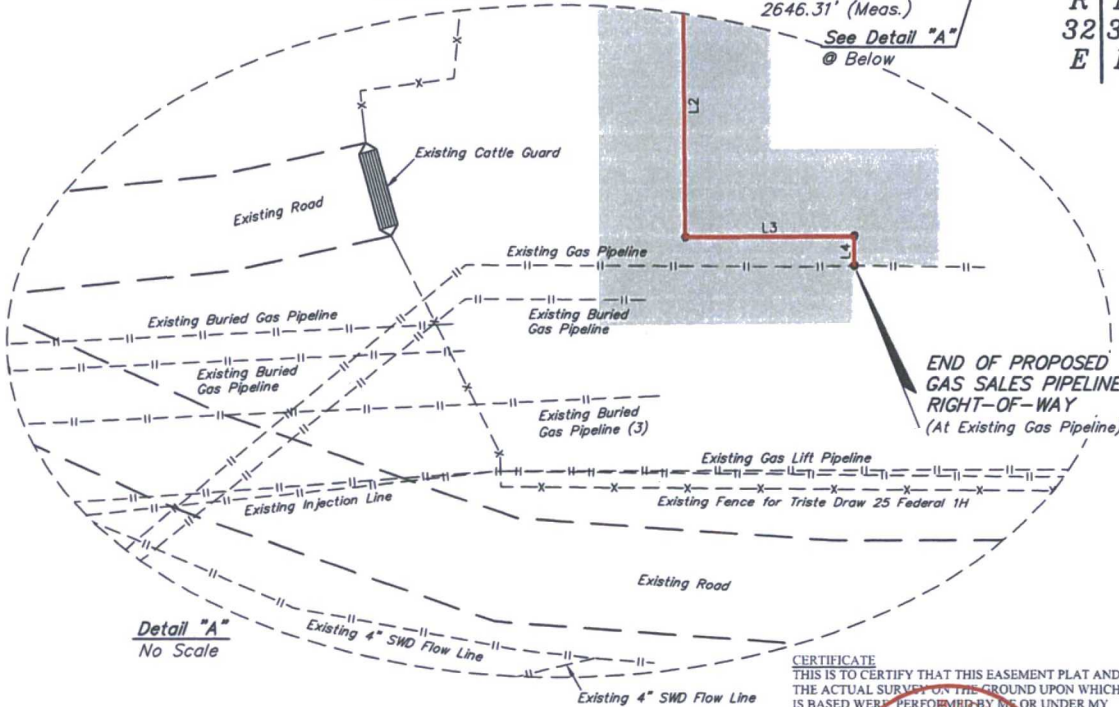 2646.31' (Meas.)
See Detail "A"
@ Below
R
32
E
L2
Existing Cattle Guard
Existing Road
L3
Existing Gas Pipeline
L4
Existing Buried Gas Pipeline
Existing Buried
Gas Pipeline
Existing Buried
Gas Pipeline
END OF PROPOSED
GAS SALES PIPELINE
RIGHT-OF-WAY
(At Existing Gas Pipeline)
Existing Buried
Gas Pipeline (3)
Existing Gas Lift Pipeline
Existing Injection Line
Existing Fence for Triste Draw 25 Federal 1H
Existing Road
Detail "A"
No Scale
Existing 4" SWD Flow Line
Existing 4" SWD Flow Line
CERTIFICATE
THIS IS TO CERTIFY THAT THIS EASEMENT PLAT AND
THE ACTUAL SURVEY ON THE GROUND UPON WHICH
IS BASED WERE PERFORMED BY ME OR UNDER MY